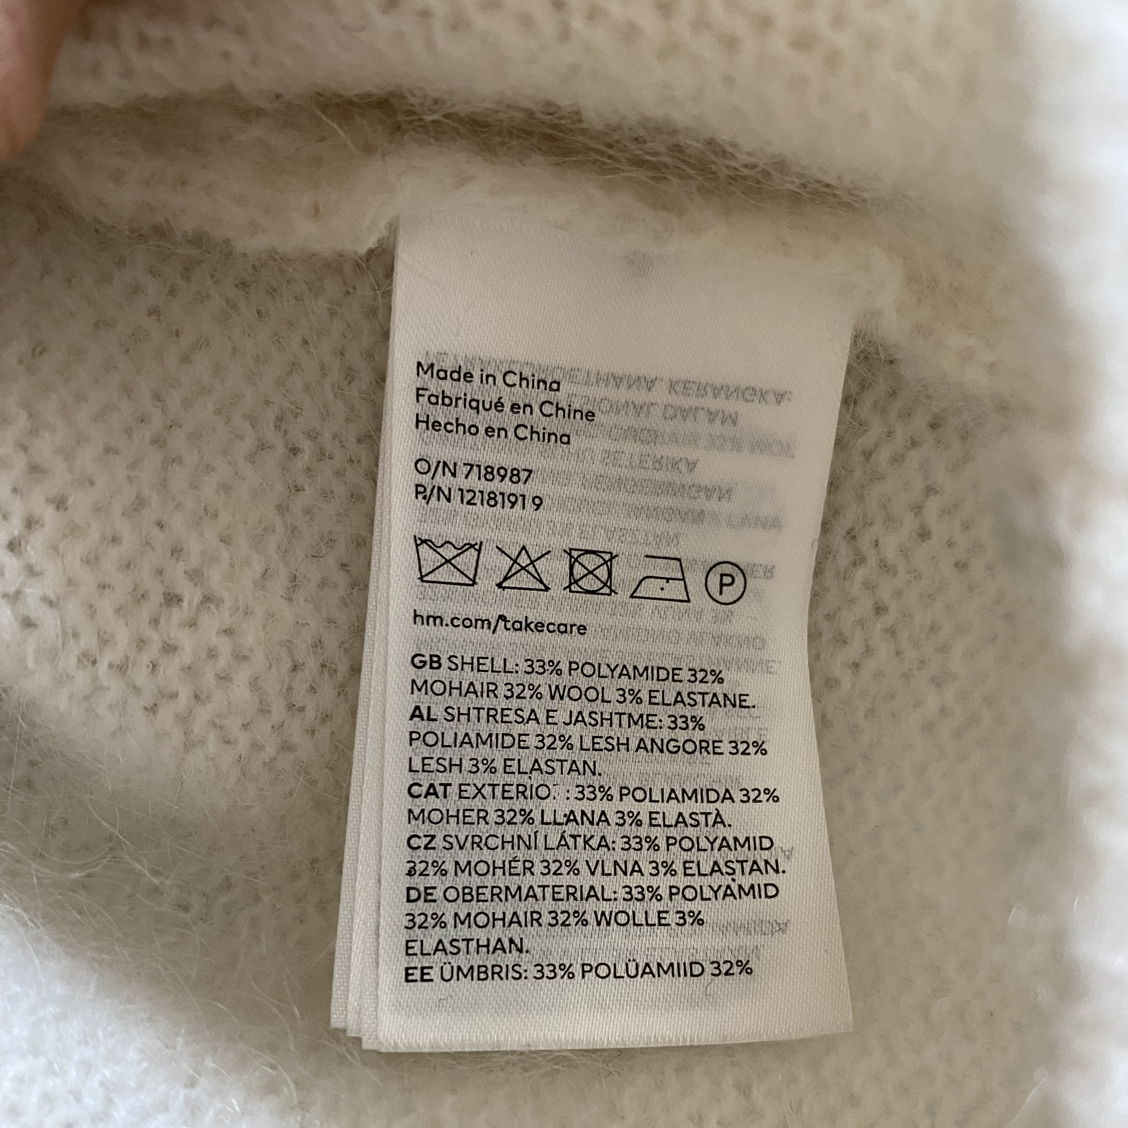 Made in China
Fabriqué en Chine
Hecho en China
O/N 718987
P/N 1218191 9
P
hm.com/takecare
GB SHELL: 33% POLYAMIDE 32%
MOHAIR 32% WOOL 3% ELASTANE.
AL SHTRESA E JASHTME: 33%
POLIAMIDE 32% LESH ANGORE 32%
LESH 3% ELASTAN.
CAT EXTERIO: : 33% POLIAMIDA 32%
MOHER 32% LLANA 3% ELASTÀ.
CZ SVRCHNÍ LÁTKA: 33% POLYAMID
32% MOHÉR 32% VLNA 3% ELASTAN.
DE OBERMATERIAL: 33% POLYAMID
32% MOHAIR 32% WOLLE 3%
ELASTHAN.
EE ÜMBRIS: 33% POLÜAMIID 32%